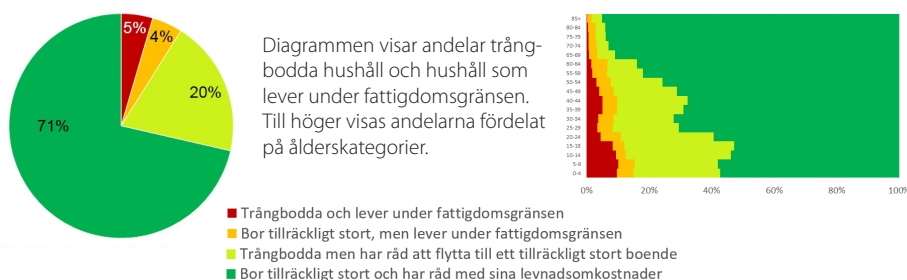 5%
4%
20%
71%
Diagrammen visar andelar trång-
bodda hushåll och hushåll som
lever under fattigdomsgränsen.
Till höger visas andelarna fördelat
på ålderskategorier.
85+
80-84
75-79
70-74
65-69
60-64
55-59
50-54
45-49
40-44
35-39
30-34
25-29
20-24
15-19
10-14
5-9
0-4
0% 20% 40% 60% 80% 100%
Trångbodda och lever under fattigdomsgränsen
Bor tillräckligt stort, men lever under fattigdomsgränsen
Trångbodda men har råd att flytta till ett tillräckligt stort boende
Bor tillräckligt stort och har råd med sina levnadsomkostnader